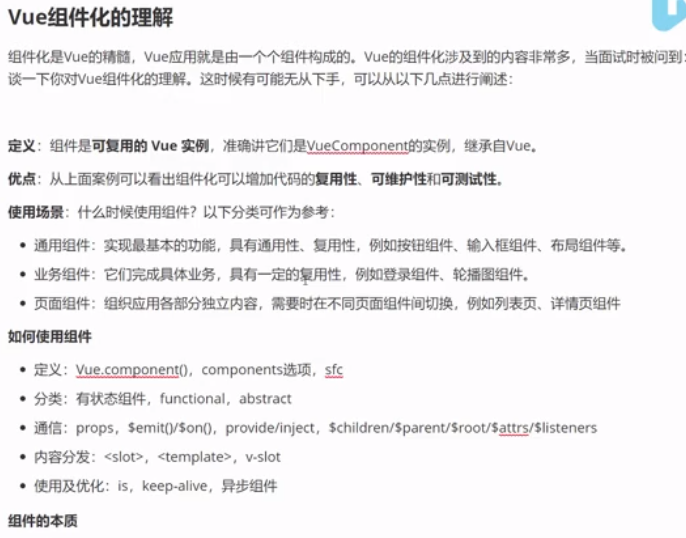 Vue组件化的理解
组件化是Vue的精髓，Vue应用就是由一个个组件构成的。Vue的组件化涉及到的内容非常多，当面试时被问到：
谈一下你对Vue组件化的理解。这时候有可能无从下手，可以从以下几点进行阐述：
定义：组件是可复用的 Vue 实例，准确讲它们是VueComponent的实例，继承自Vue。
优点：从上面案例可以看出组件化可以增加代码的复用性、可维护性和可测试性。
使用场景：什么时候使用组件？以下分类可作为参考：
通用组件：实现最基本的功能，具有通用性、复用性，例如按钮组件、输入框组件、布局组件等。
业务组件：它们完成具体业务，具有一定的复用性，例如登录组件、轮播图组件。
页面组件：组织应用各部分独立内容，需要时在不同页面组件间切换，例如列表页、详情页组件
如何使用组件
定义：Vue.component()，components选项，sfc
分类：有状态组件，functional，abstract
通信：props，$emit()/$on()，provide/inject，$children/$parent/$root/$attrs/$listeners
内容分发：<slot>，<template>，v-slot
使用及优化：is，keep-alive，异步组件
组件的本质